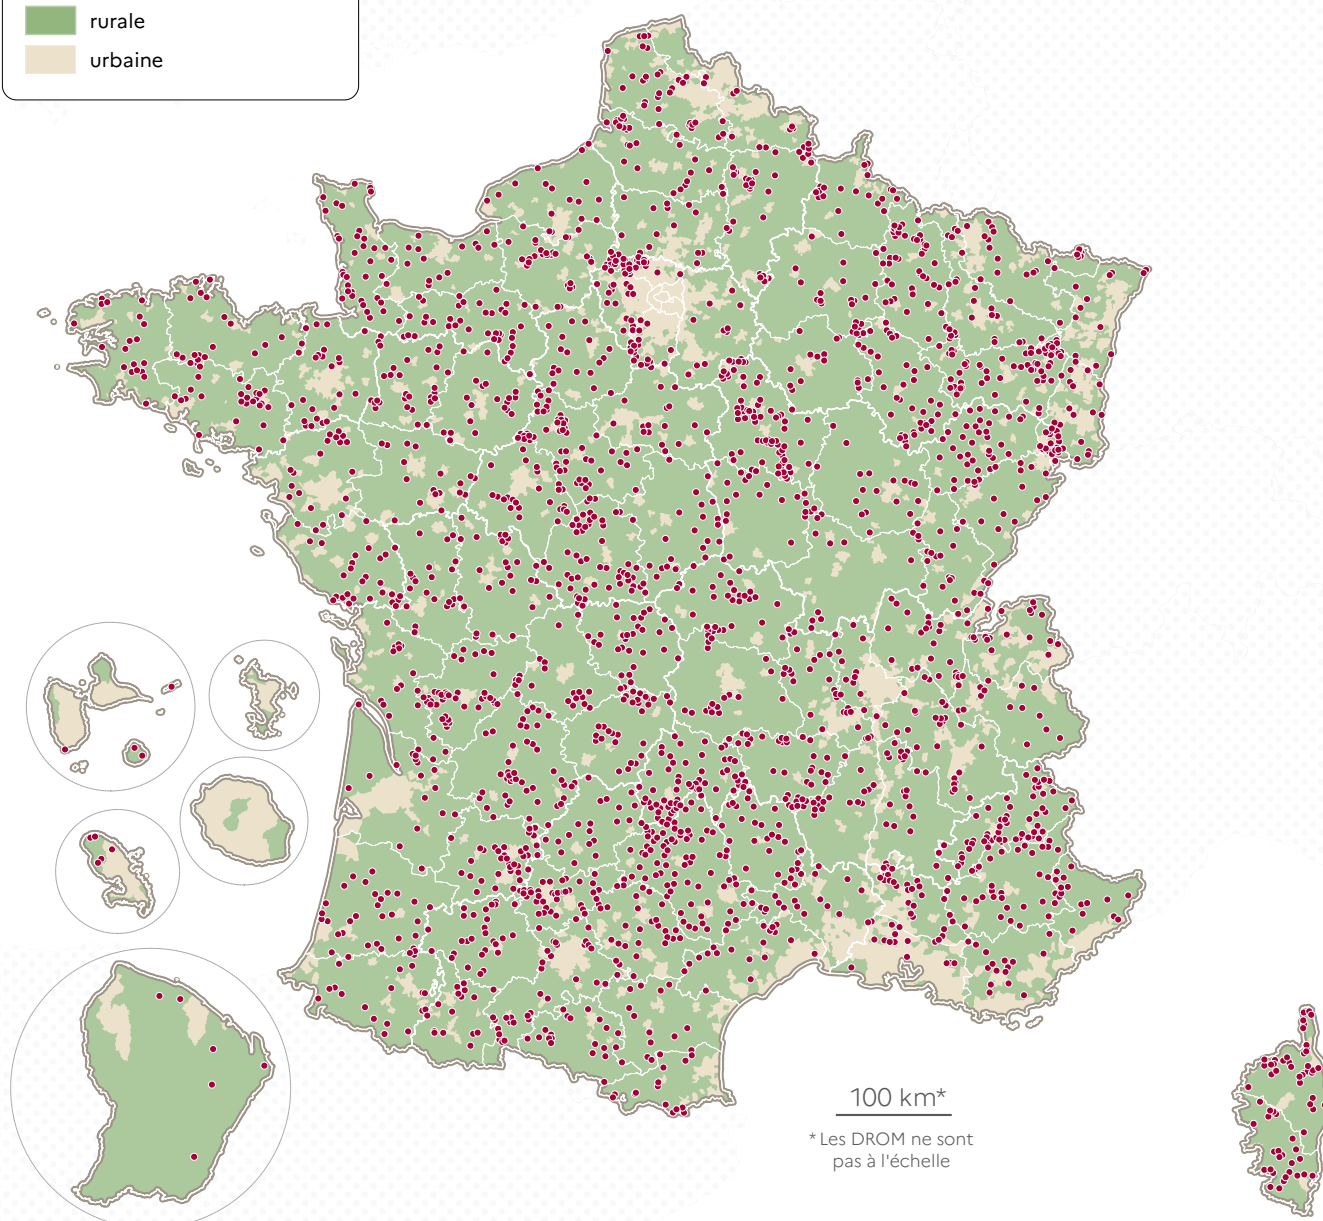 rurale
urbaine
100 km*
* Les DROM ne sont
pas à l'échelle